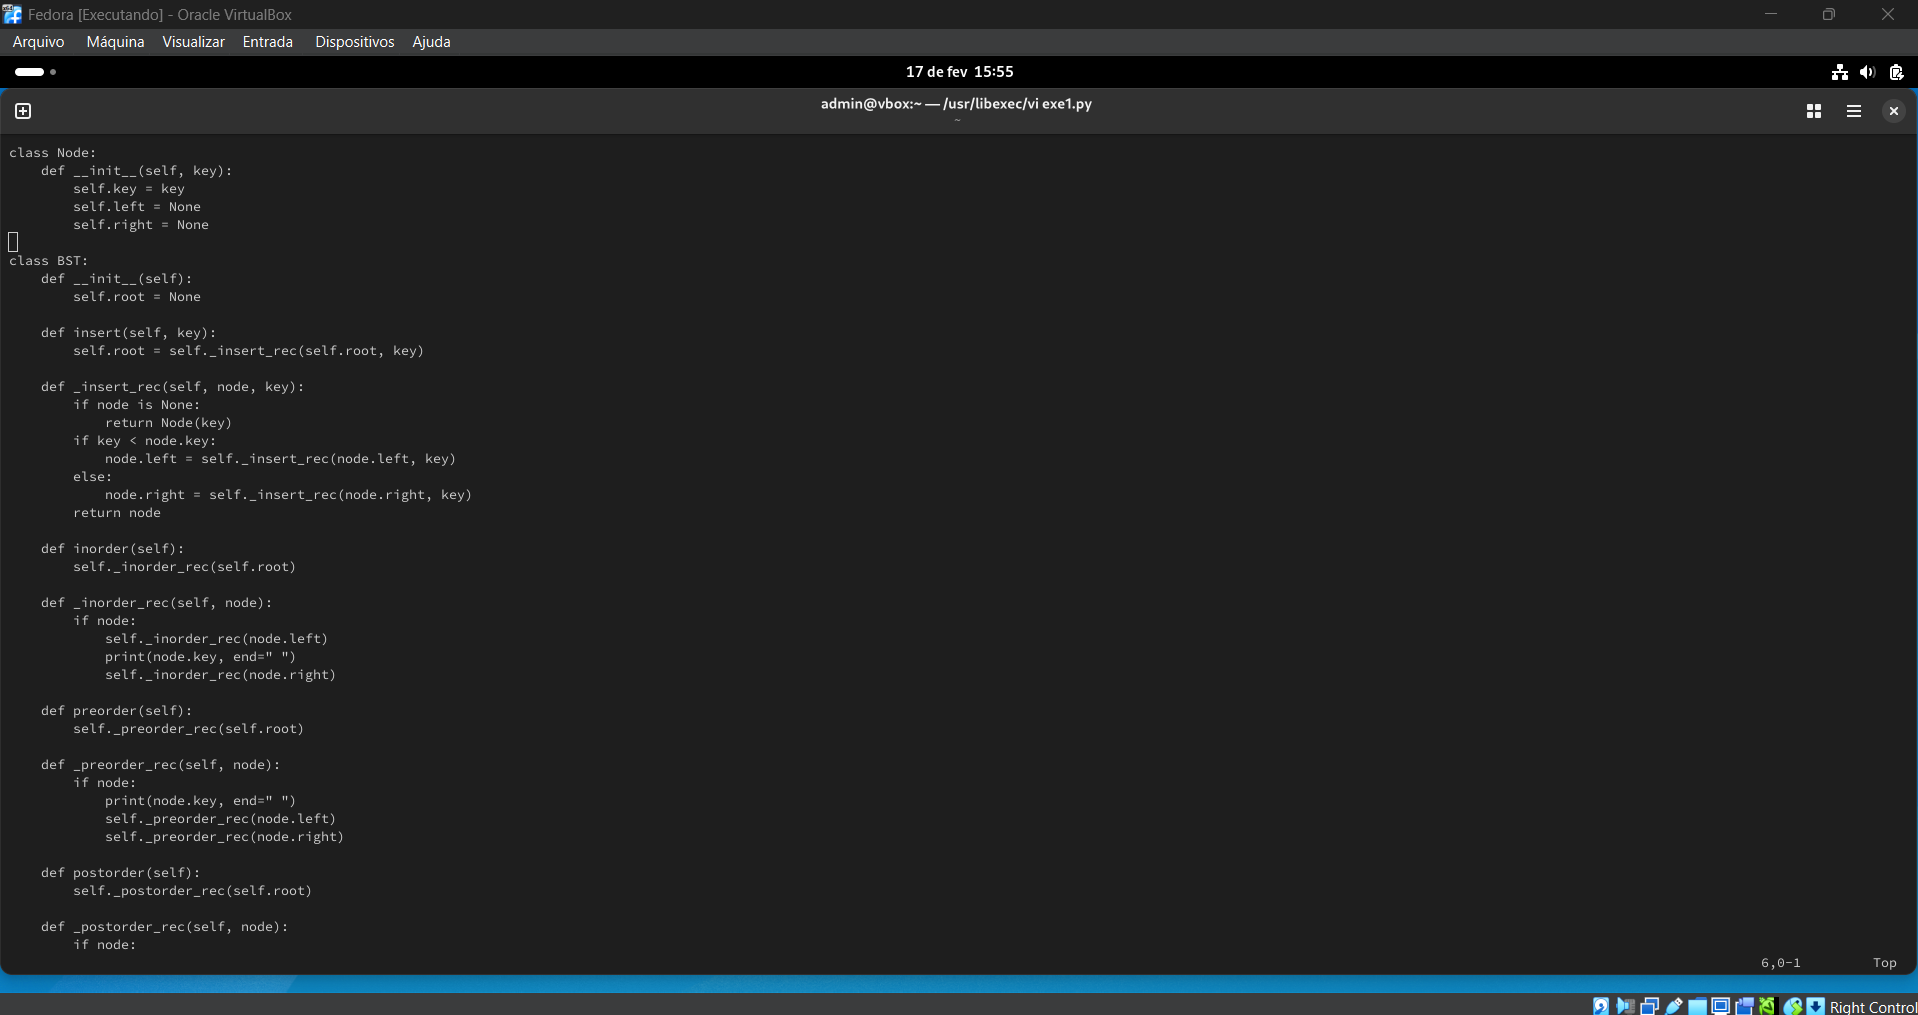 Fedora [Executando] - Oracle VirtualBox
Arquivo Máquina Visualizar Entrada Dispositivos Ajuda
17 de fev 15:55
admin@vbox:~ — /usr/libexec/vi exe1.py
~
class Node:
    def __init__(self, key):
        self.key = key
        self.left = None
        self.right = None
class BST:
    def __init__(self):
        self.root = None
    def insert(self, key):
        self.root = self._insert_rec(self.root, key)
    def _insert_rec(self, node, key):
        if node is None:
            return Node(key)
        if key < node.key:
            node.left = self._insert_rec(node.left, key)
        else:
            node.right = self._insert_rec(node.right, key)
        return node
    def inorder(self):
        self._inorder_rec(self.root)
    def _inorder_rec(self, node):
        if node:
            self._inorder_rec(node.left)
            print(node.key, end=" ")
            self._inorder_rec(node.right)
    def preorder(self):
        self._preorder_rec(self.root)
    def _preorder_rec(self, node):
        if node:
            print(node.key, end=" ")
            self._preorder_rec(node.left)
            self._preorder_rec(node.right)
    def postorder(self):
        self._postorder_rec(self.root)
    def _postorder_rec(self, node):
        if node:
6,0-1 Top
Right Control